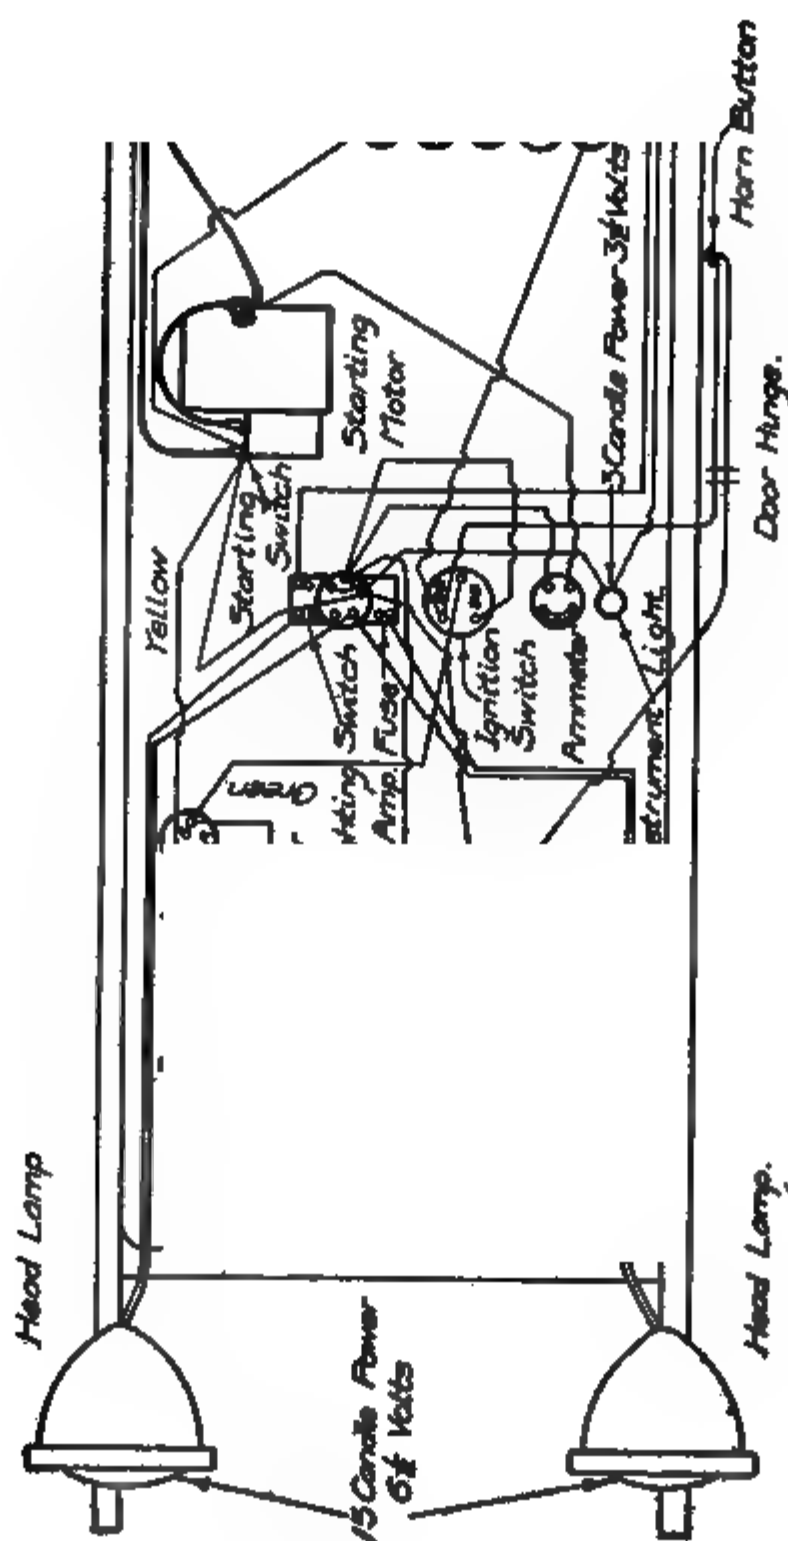 Horn Button
3 Candle Power 3½ Volts
Door Hinge.
Starting
Motor
Starting
Switch
Yellow
Ignition
Switch
Ammeter
Light
Switch
Amp. Fuse
Green
Head Lamp
Head Lamp.
15 Candle Power
6½ Volts